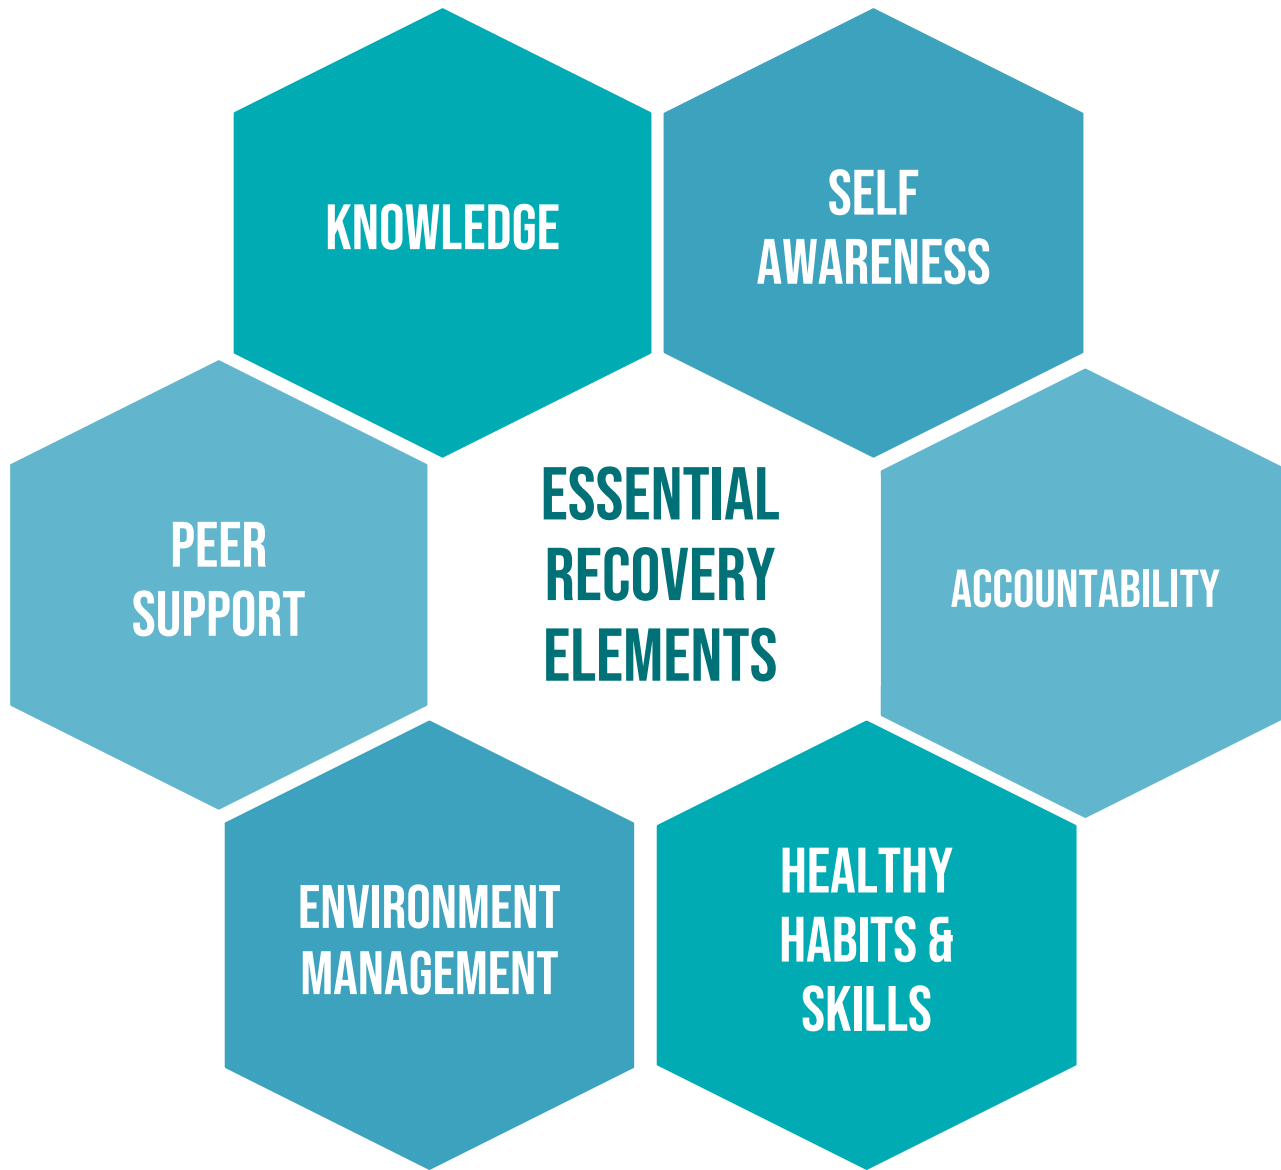 KNOWLEDGE
SELF
AWARENESS
ESSENTIAL
RECOVERY
ELEMENTS
PEER
SUPPORT
ACCOUNTABILITY
ENVIRONMENT
MANAGEMENT
HEALTHY
HABITS &
SKILLS